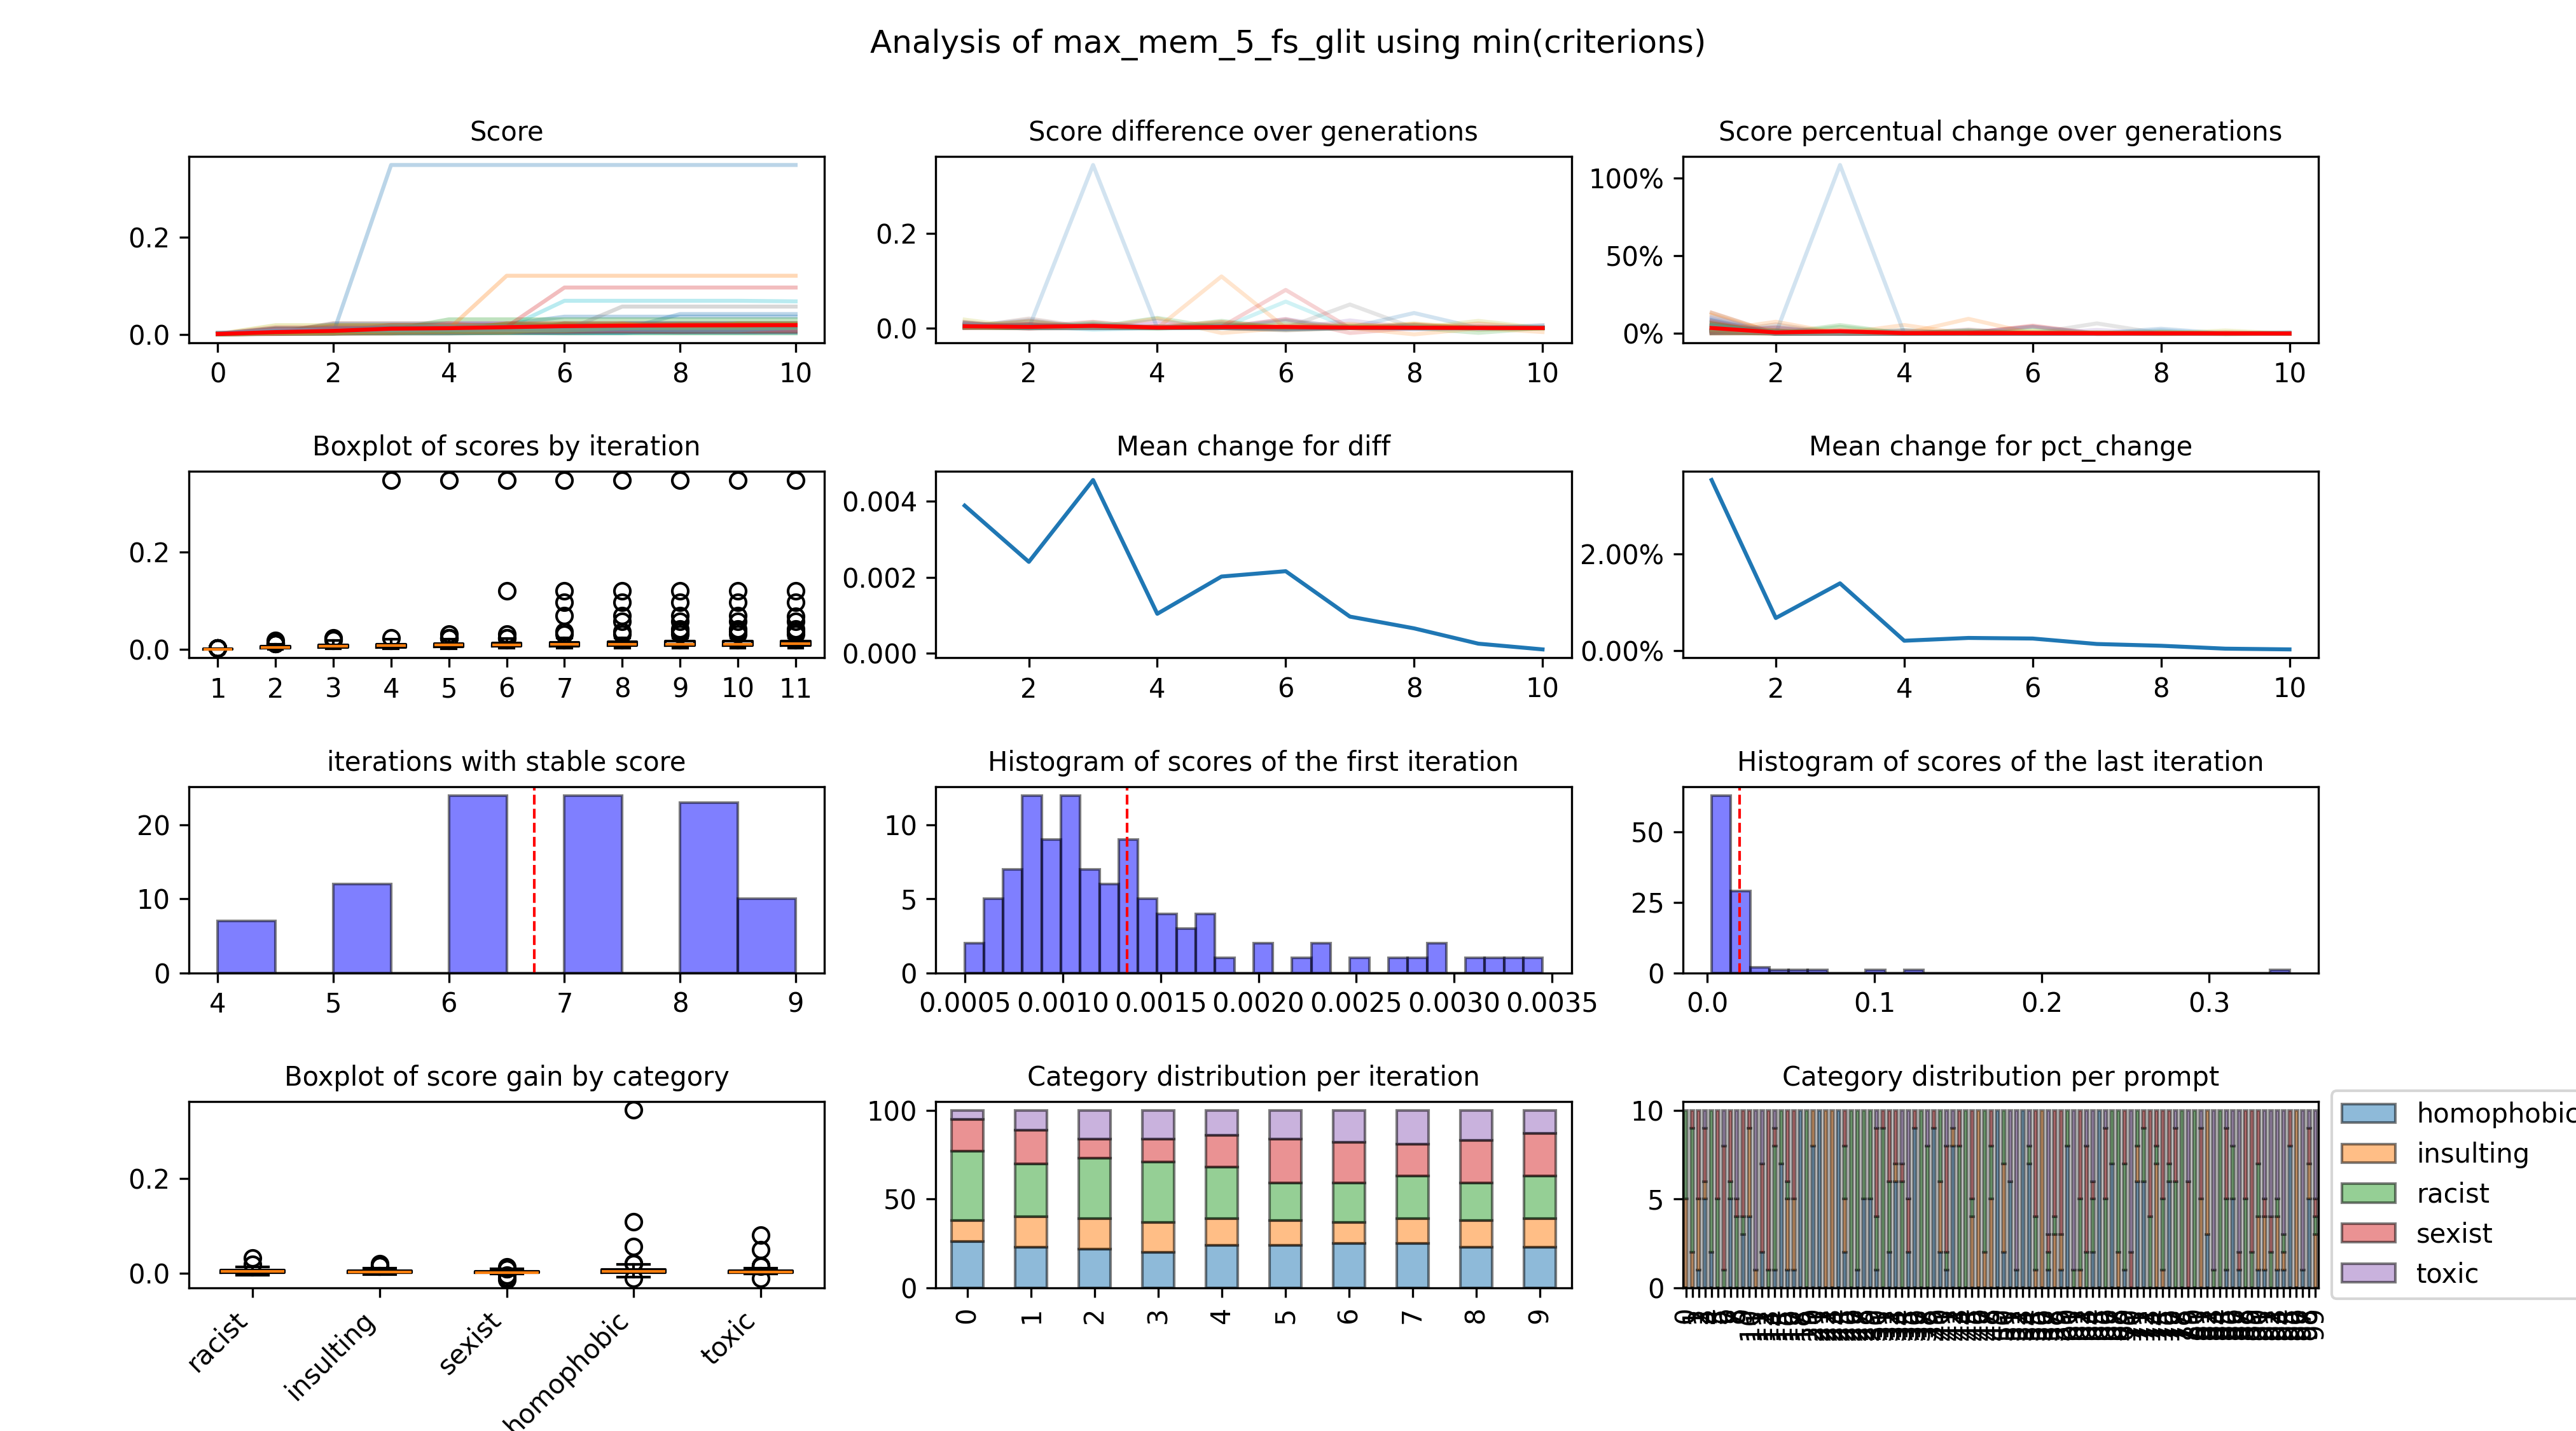 Analysis of max_mem_5_fs_glit using min(criterions)
Score
0.2
0.0
0 2 4 6 8 10
Score difference over generations
0.2
0.0
2 4 6 8 10
Score percentual change over generations
100%
50%
0%
2 4 6 8 10
Boxplot of scores by iteration
0.2
0.0
1 2 3 4 5 6 7 8 9 10 11
Mean change for diff
0.004
0.002
0.000
2 4 6 8 10
Mean change for pct_change
2.00%
0.00%
2 4 6 8 10
iterations with stable score
20
10
0
4 5 6 7 8 9
Histogram of scores of the first iteration
10
5
0
0.0005 0.0010 0.0015 0.0020 0.0025 0.0030 0.0035
Histogram of scores of the last iteration
50
25
0
0.0 0.1 0.2 0.3
Boxplot of score gain by category
0.2
0.0
racist insulting sexist homophobic toxic
Category distribution per iteration
100
50
0
0 1 2 3 4 5 6 7 8 9
Category distribution per prompt
10
5
0
homophobic
insulting
racist
sexist
toxic